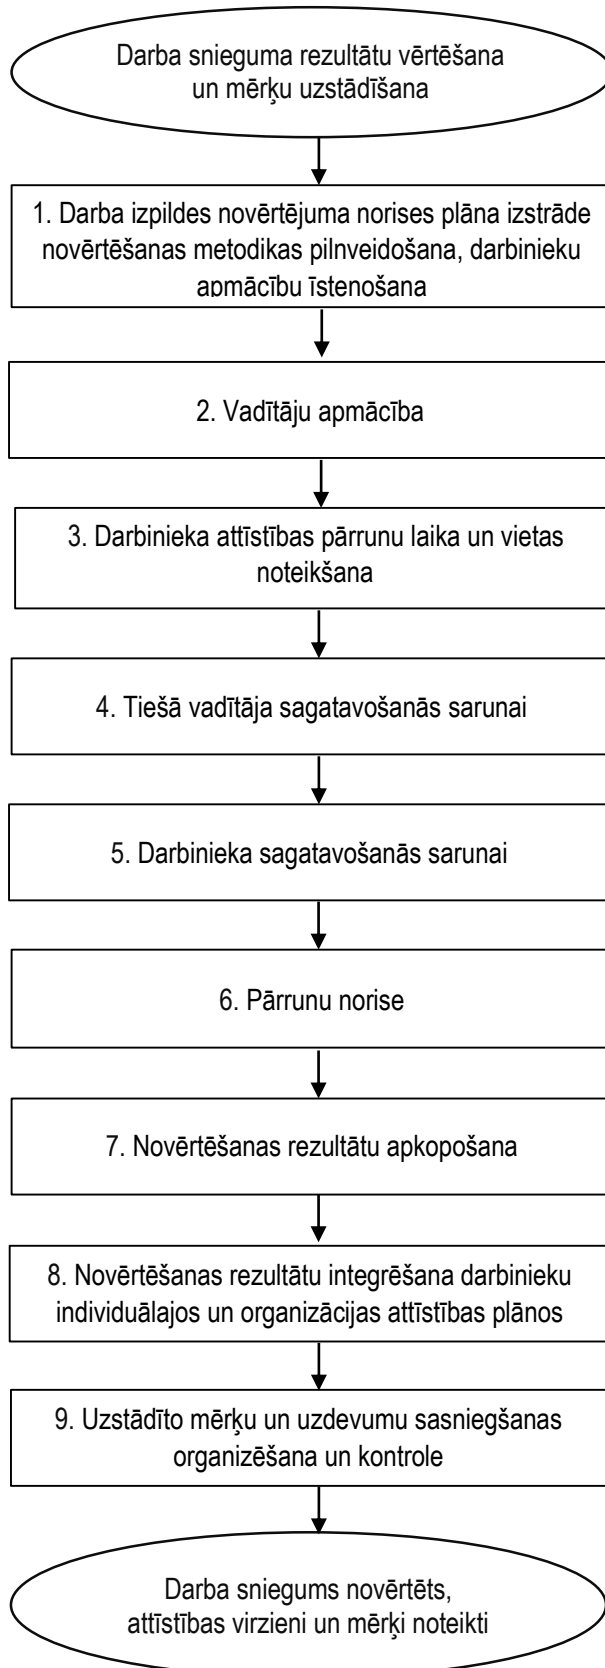 Darba snieguma rezultātu vērtēšana
un mērķu uzstādīšana
1. Darba izpildes novērtējuma norises plāna izstrāde
novērtēšanas metodikas pilnveidošana, darbinieku
apmācību īstenošana
2. Vadītāju apmācība
3. Darbinieka attīstības pārrunu laika un vietas
noteikšana
4. Tiešā vadītāja sagatavošanās sarunai
5. Darbinieka sagatavošanās sarunai
6. Pārrunu norise
7. Novērtēšanas rezultātu apkopošana
8. Novērtēšanas rezultātu integrēšana darbinieku
individuālajos un organizācijas attīstības plānos
9. Uzstādīto mērķu un uzdevumu sasniegšanas
organizēšana un kontrole
Darba sniegums novērtēts,
attīstības virzieni un mērķi noteikti